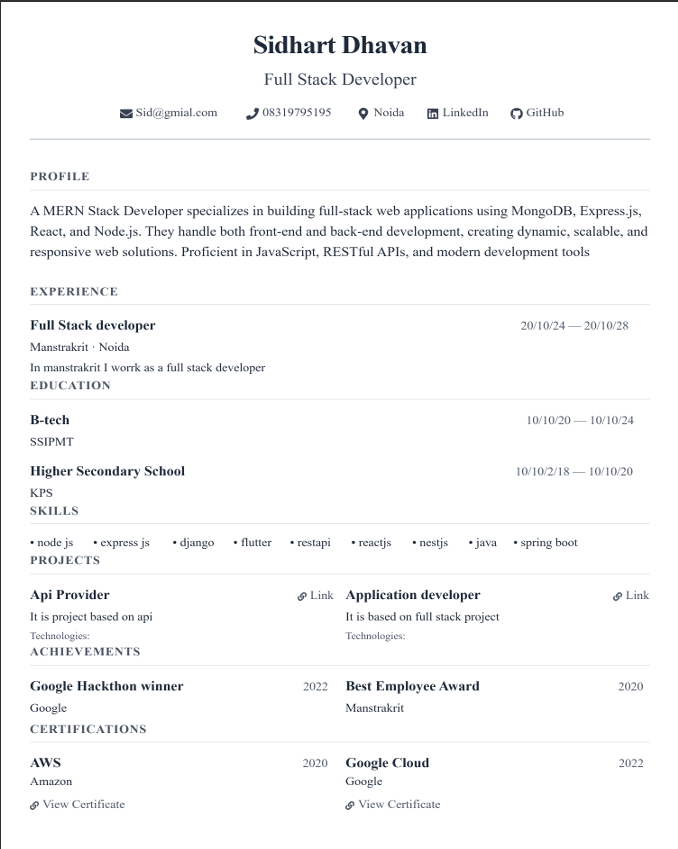 Sidhart Dhavan
Full Stack Developer
Sid@gmial.com 08319795195 Noida LinkedIn GitHub
PROFILE
A MERN Stack Developer specializes in building full-stack web applications using MongoDB, Express.js,
React, and Node.js. They handle both front-end and back-end development, creating dynamic, scalable, and
responsive web solutions. Proficient in JavaScript, RESTful APIs, and modern development tools
EXPERIENCE
Full Stack developer 20/10/24 — 20/10/28
Manstrakrit · Noida
In manstrakrit I worrk as a full stack developer
EDUCATION
B-tech 10/10/20 — 10/10/24
SSIPMT
Higher Secondary School 10/10/2/18 — 10/10/20
KPS
SKILLS
• node js • express js • django • flutter • restapi • reactjs • nestjs • java • spring boot
PROJECTS
Api Provider Link Application developer Link
It is project based on api It is based on full stack project
Technologies: Technologies:
ACHIEVEMENTS
Google Hackthon winner 2022 Best Employee Award 2020
Google Manstrakrit
CERTIFICATIONS
AWS 2020 Google Cloud 2022
Amazon Google
View Certificate View Certificate